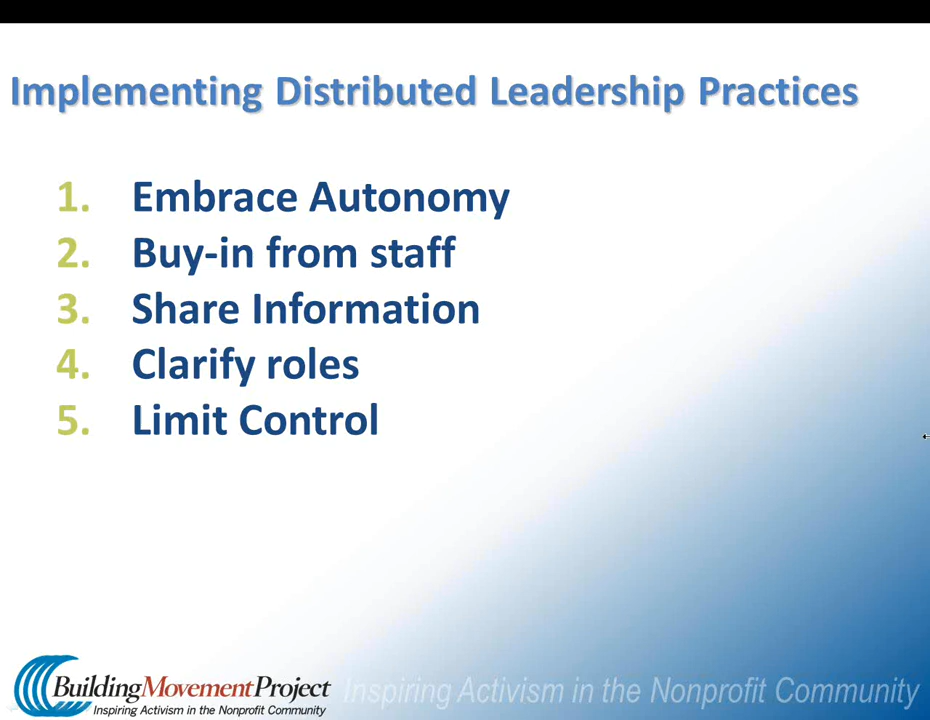 Implementing Distributed Leadership Practices
1. Embrace Autonomy
2. Buy-in from staff
3. Share Information
4. Clarify roles
5. Limit Control
BuildingMovementProject
Inspiring Activism in the Nonprofit Community
Inspiring Activism in the Nonprofit Community